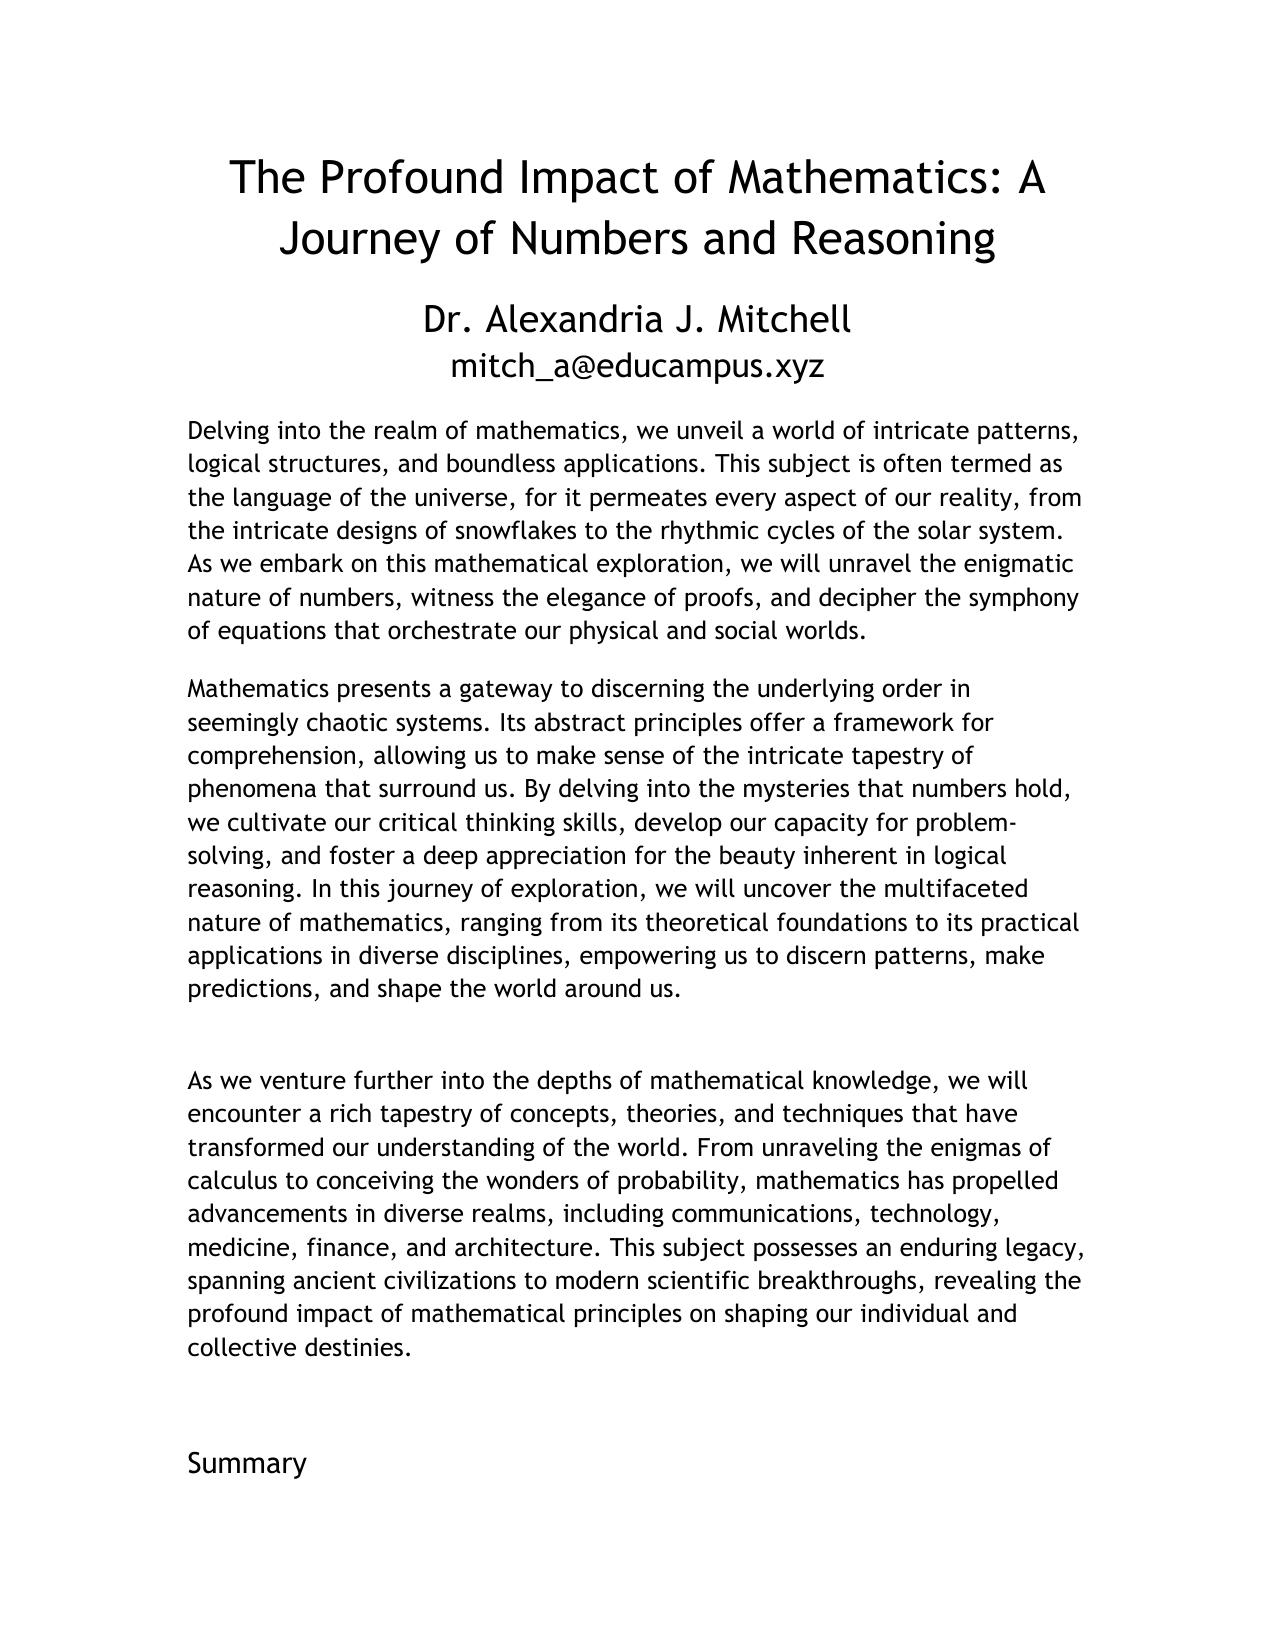 The Profound Impact of Mathematics: A
Journey of Numbers and Reasoning
Dr. Alexandria J. Mitchell
mitch_a@educampus.xyz
Delving into the realm of mathematics, we unveil a world of intricate patterns,
logical structures, and boundless applications. This subject is often termed as
the language of the universe, for it permeates every aspect of our reality, from
the intricate designs of snowflakes to the rhythmic cycles of the solar system.
As we embark on this mathematical exploration, we will unravel the enigmatic
nature of numbers, witness the elegance of proofs, and decipher the symphony
of equations that orchestrate our physical and social worlds.
Mathematics presents a gateway to discerning the underlying order in
seemingly chaotic systems. Its abstract principles offer a framework for
comprehension, allowing us to make sense of the intricate tapestry of
phenomena that surround us. By delving into the mysteries that numbers hold,
we cultivate our critical thinking skills, develop our capacity for problem-
solving, and foster a deep appreciation for the beauty inherent in logical
reasoning. In this journey of exploration, we will uncover the multifaceted
nature of mathematics, ranging from its theoretical foundations to its practical
applications in diverse disciplines, empowering us to discern patterns, make
predictions, and shape the world around us.
As we venture further into the depths of mathematical knowledge, we will
encounter a rich tapestry of concepts, theories, and techniques that have
transformed our understanding of the world. From unraveling the enigmas of
calculus to conceiving the wonders of probability, mathematics has propelled
advancements in diverse realms, including communications, technology,
medicine, finance, and architecture. This subject possesses an enduring legacy,
spanning ancient civilizations to modern scientific breakthroughs, revealing the
profound impact of mathematical principles on shaping our individual and
collective destinies.
Summary